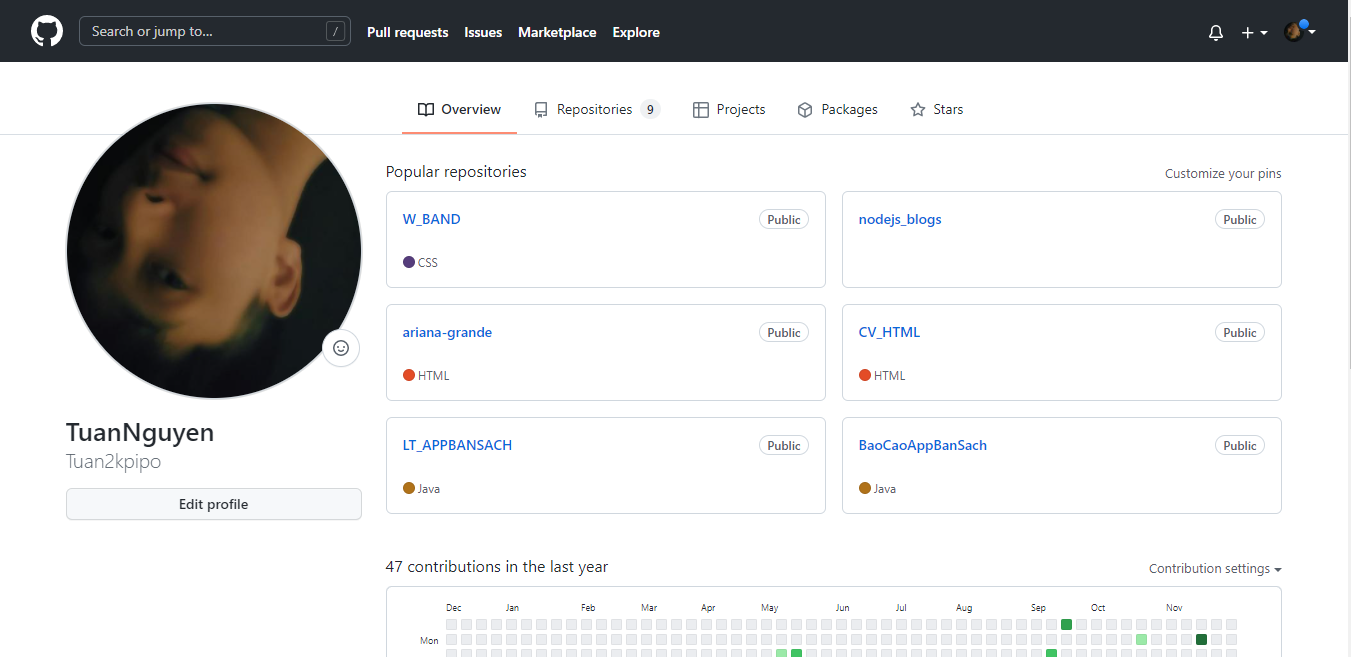 Search or jump to... / Pull requests Issues Marketplace Explore
Overview Repositories 9 Projects Packages Stars
Popular repositories Customize your pins
W_BAND Public
CSS
nodejs_blogs Public
ariana-grande Public
HTML
CV_HTML Public
HTML
LT_APPBANSACH Public
Java
BaoCaoAppBanSach Public
Java
TuanNguyen
Tuan2kpipo
Edit profile
47 contributions in the last year Contribution settings
Dec Jan Feb Mar Apr May Jun Jul Aug Sep Oct Nov
Mon